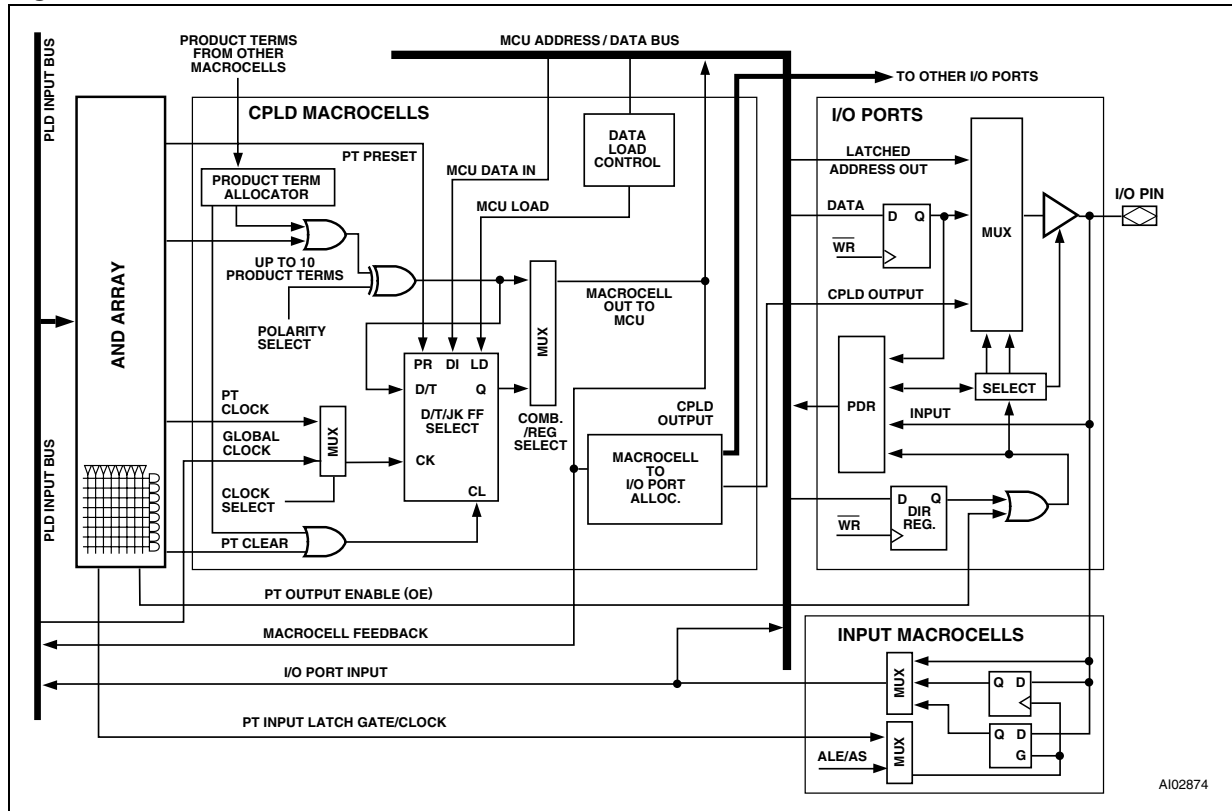 PLD INPUT BUS
PRODUCT TERMS
FROM OTHER
MACROCELLS
MCU ADDRESS / DATA BUS
TO OTHER I/O PORTS
CPLD MACROCELLS
I/O PORTS
DATA
LOAD
CONTROL
LATCHED
ADDRESS OUT
PT PRESET
MCU DATA IN
PRODUCT TERM
ALLOCATOR
MCU LOAD
I/O PIN
DATA
D Q
WR
MUX
AND ARRAY
UP TO 10
PRODUCT TERMS
POLARITY
SELECT
MUX
MACROCELL
OUT TO
MCU
CPLD OUTPUT
PR DI LD
D/T Q
D/T/JK FF
SELECT
CK
CL
COMB.
/REG
SELECT
CPLD
OUTPUT
PDR
SELECT
INPUT
PLD INPUT BUS
PT
CLOCK
GLOBAL
CLOCK
MUX
CLOCK
SELECT
MACROCELL
TO
I/O PORT
ALLOC.
D Q
DIR
REG.
WR
PT CLEAR
PT OUTPUT ENABLE (OE)
MACROCELL FEEDBACK
INPUT MACROCELLS
I/O PORT INPUT
MUX
Q D
PT INPUT LATCH GATE/CLOCK
Q D
G
MUX
ALE/AS
AI02874